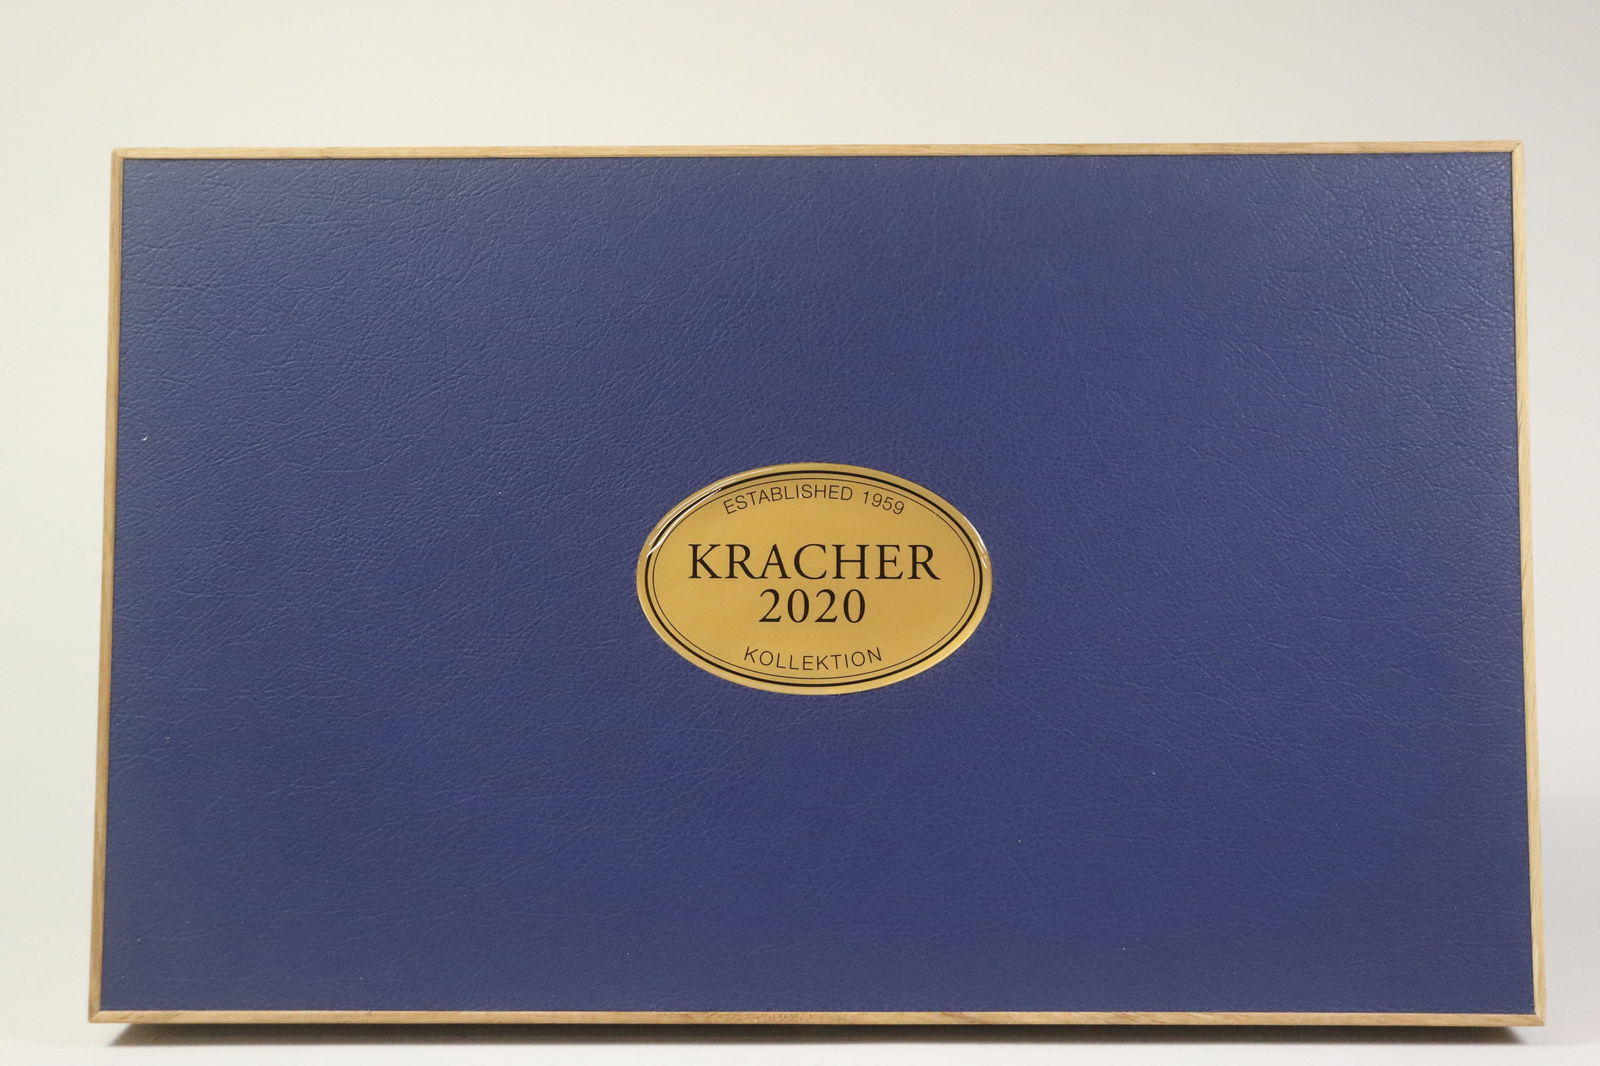 ESTABLISHED 1959
KRACHER
2020
KOLLEKTION